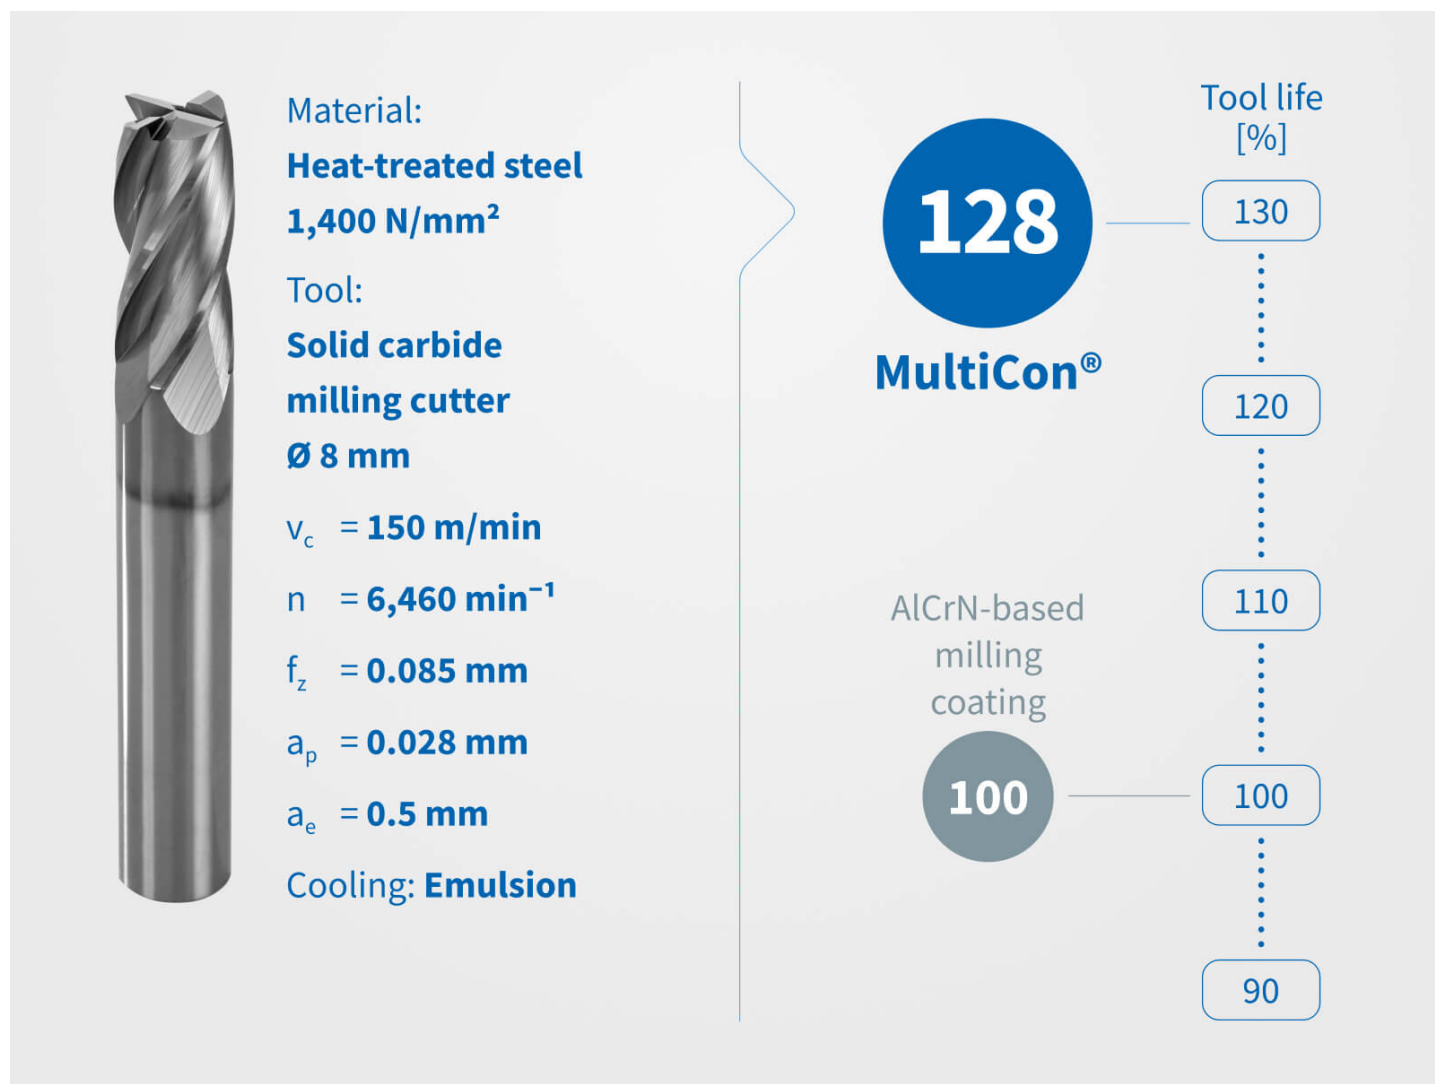 Material:
Heat-treated steel
1,400 N/mm²
Tool:
Solid carbide
milling cutter
Ø 8 mm
vc = 150 m/min
n = 6,460 min⁻¹
fz = 0.085 mm
ap = 0.028 mm
ae = 0.5 mm
Cooling: Emulsion
128
MultiCon®
AlCrN-based
milling
coating
100
Tool life
[%]
130
120
110
100
90